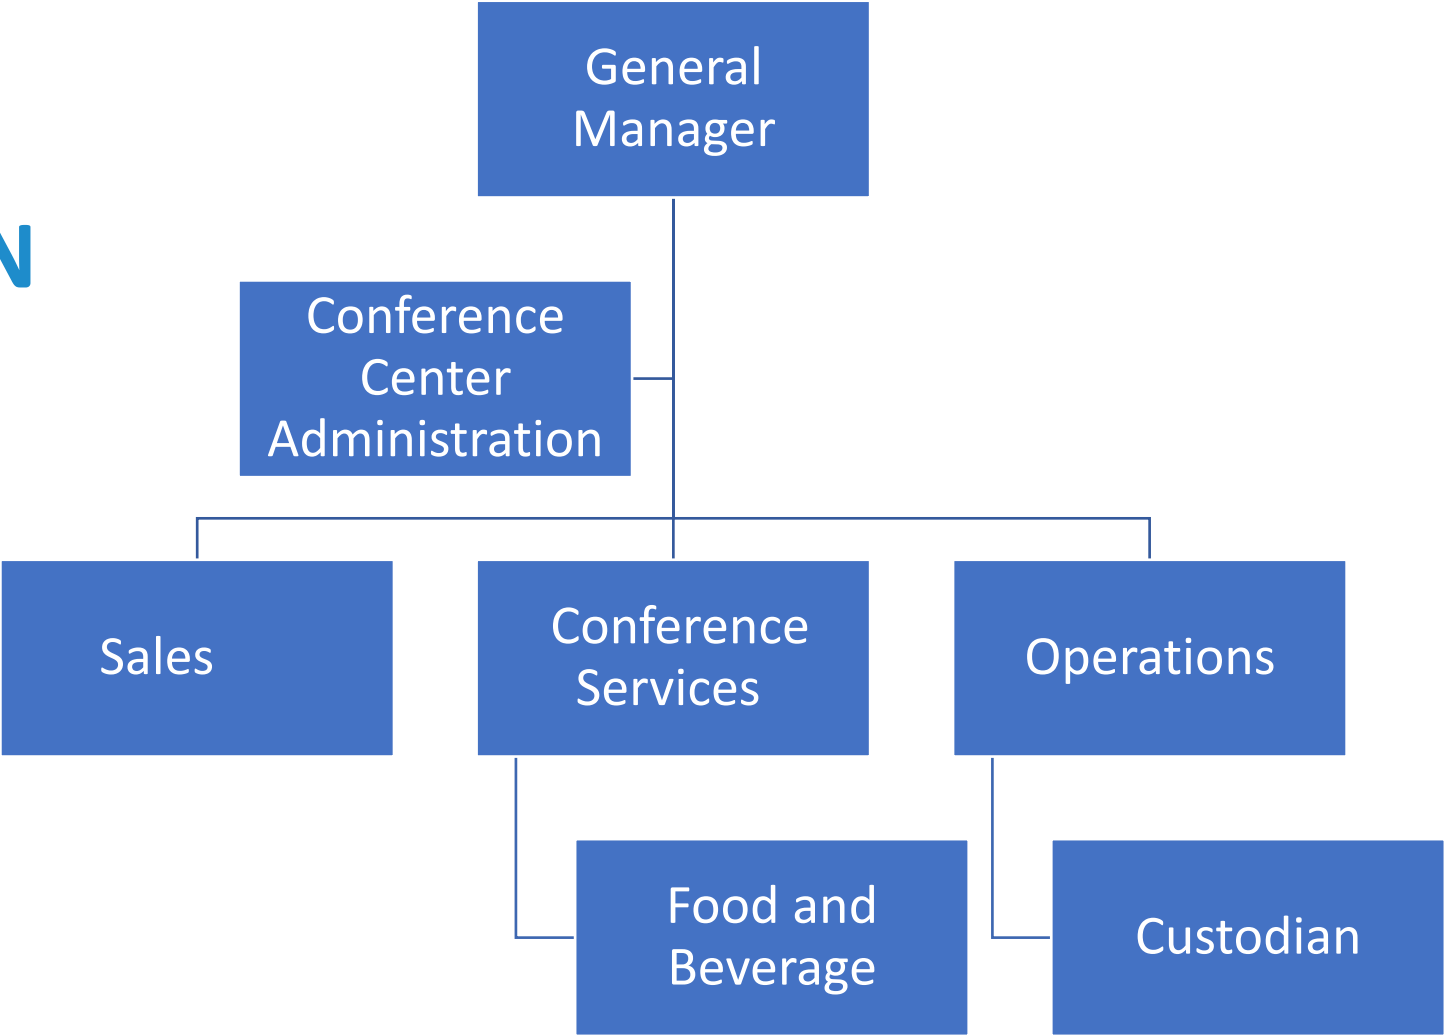 General
Manager
N
Conference
Center
Administration
Sales
Conference
Services
Operations
Food and
Beverage
Custodian